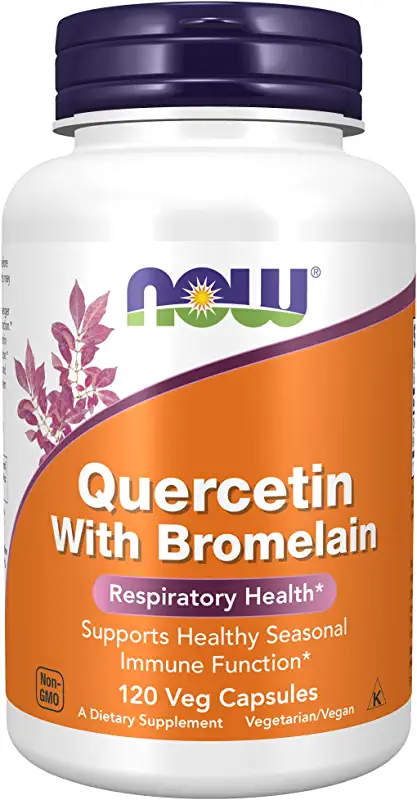 now®
Quercetin
With Bromelain
Respiratory Health*
Supports Healthy Seasonal
Immune Function*
Non-
GMO
120 Veg Capsules
A Dietary Supplement Vegetarian/Vegan
K